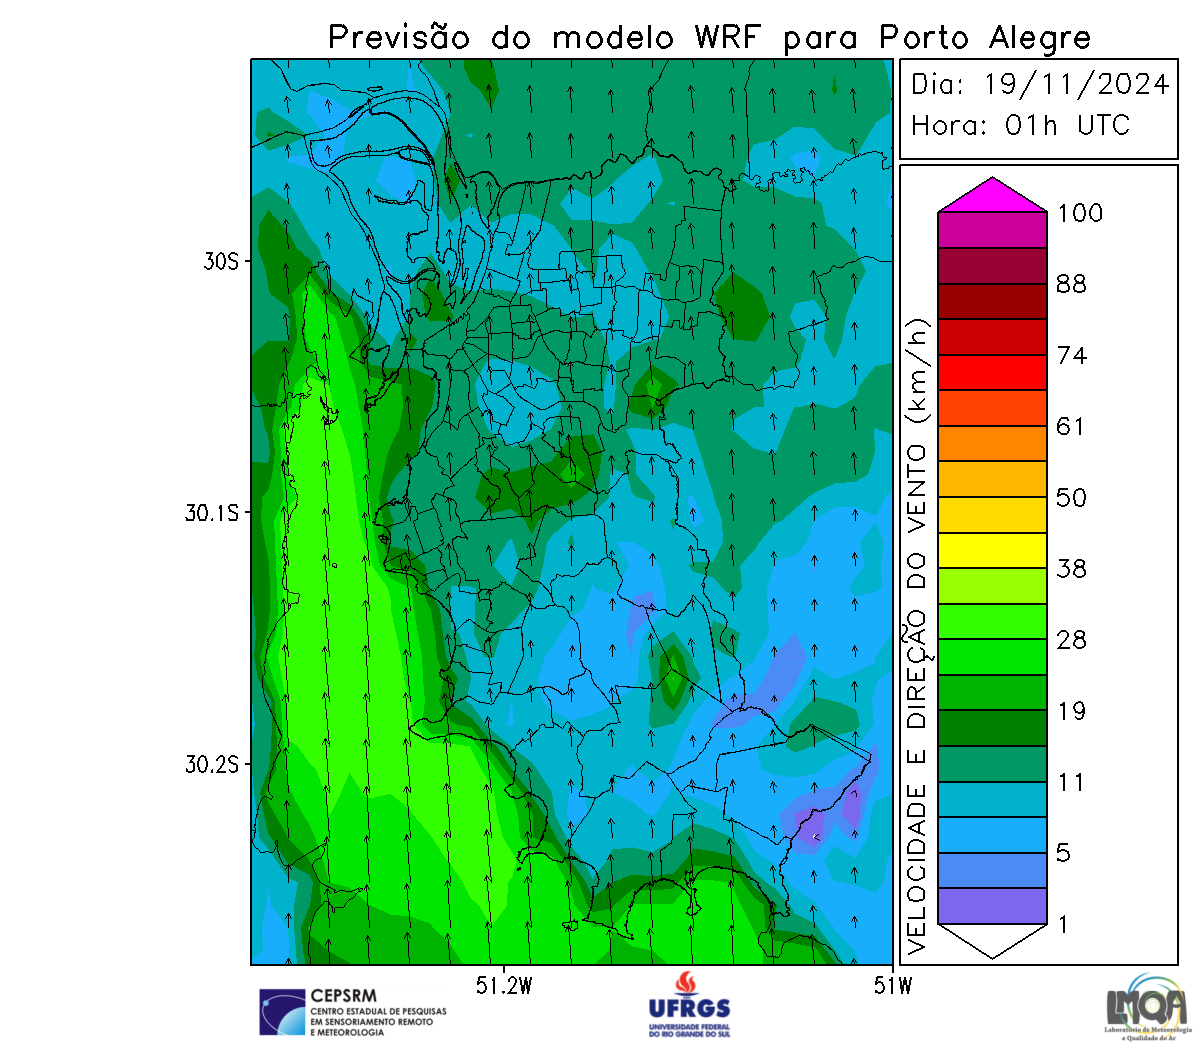 Previsão do modelo WRF para Porto Alegre
Dia: 19/11/2024
Hora: 01h UTC
30S
30.1S
30.2S
51.2W
51W
VELOCIDADE E DIREÇÃO DO VENTO (km/h)
100
88
74
61
50
38
28
19
11
5
1
CEPSRM
CENTRO ESTADUAL DE PESQUISAS
EM SENSORIAMENTO REMOTO
E METEOROLOGIA
UFRGS
UNIVERSIDADE FEDERAL
DO RIO GRANDE DO SUL
LMQA
Laboratório de Meteorologia
e Qualidade do Ar